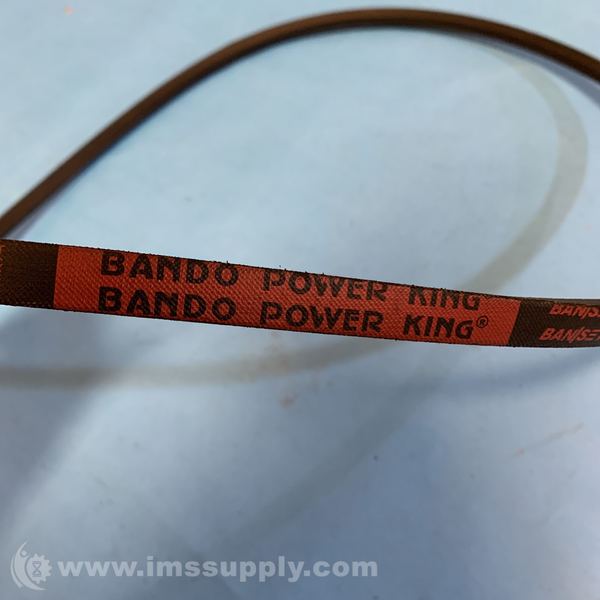 BANDO POWER KING
BANDO POWER KING®
www.imssupply.com